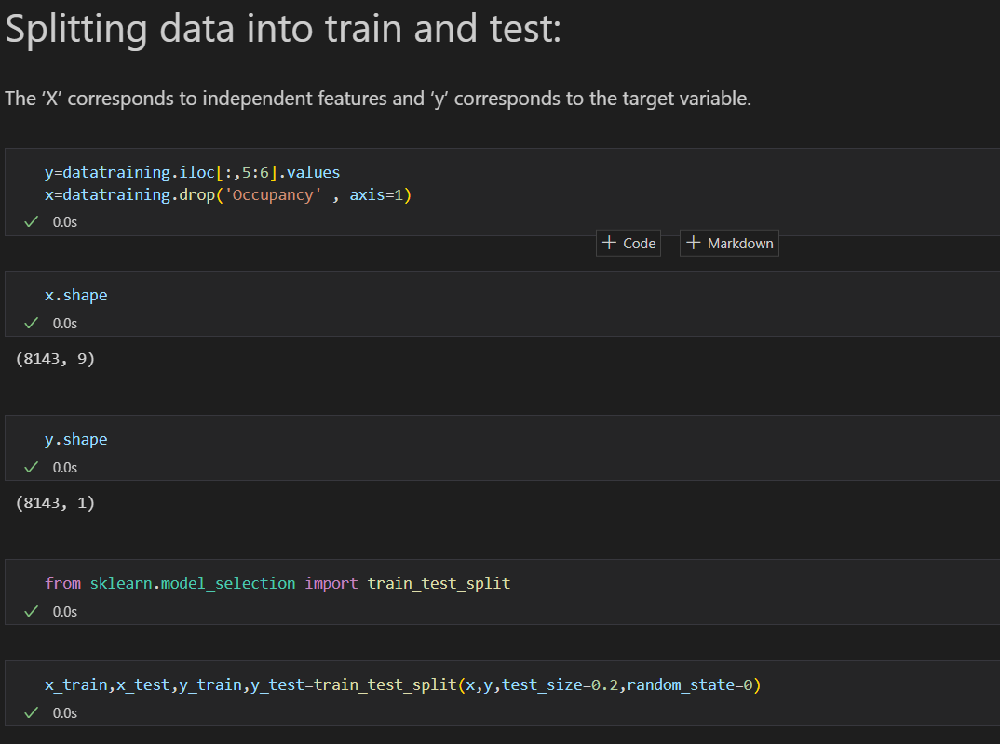 Splitting data into train and test:
The ‘X’ corresponds to independent features and ‘y’ corresponds to the target variable.
y=datatraining.iloc[:,5:6].values
x=datatraining.drop('Occupancy' , axis=1)
0.0s
Code
Markdown
x.shape
0.0s
(8143, 9)
y.shape
0.0s
(8143, 1)
from sklearn.model_selection import train_test_split
0.0s
x_train,x_test,y_train,y_test=train_test_split(x,y,test_size=0.2,random_state=0)
0.0s